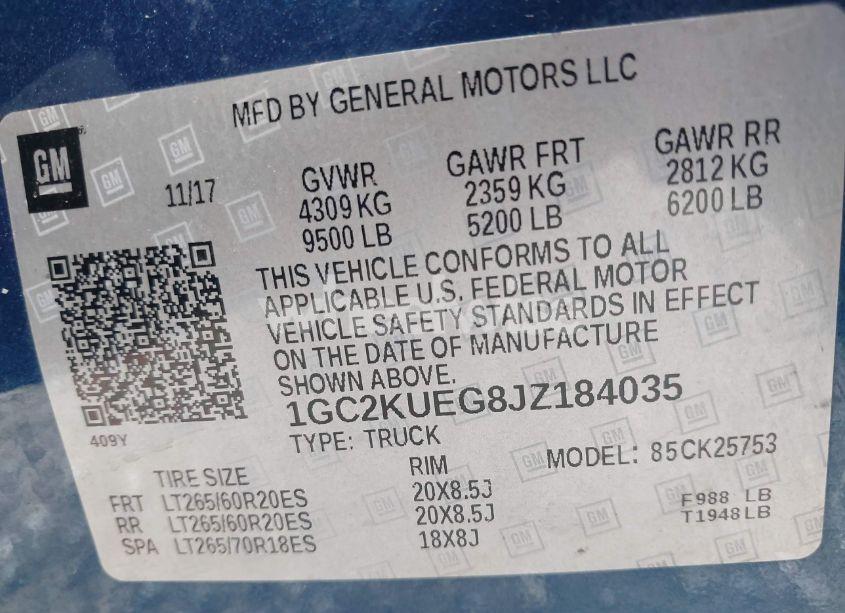 MFD BY GENERAL MOTORS LLC
GM
11/17
GVWR
4309 KG
9500 LB
GAWR FRT
2359 KG
5200 LB
GAWR RR
2812 KG
6200 LB
THIS VEHICLE CONFORMS TO ALL
APPLICABLE U.S. FEDERAL MOTOR
VEHICLE SAFETY STANDARDS IN EFFECT
ON THE DATE OF MANUFACTURE
SHOWN ABOVE.
1GC2KUEG8JZ184035
409Y
TYPE: TRUCK
MODEL: 85CK25753
TIRE SIZE RIM
FRT LT265/60R20ES 20X8.5J
RR LT265/60R20ES 20X8.5J
SPA LT265/70R18ES 18X8J
F988 LB
T1948LB